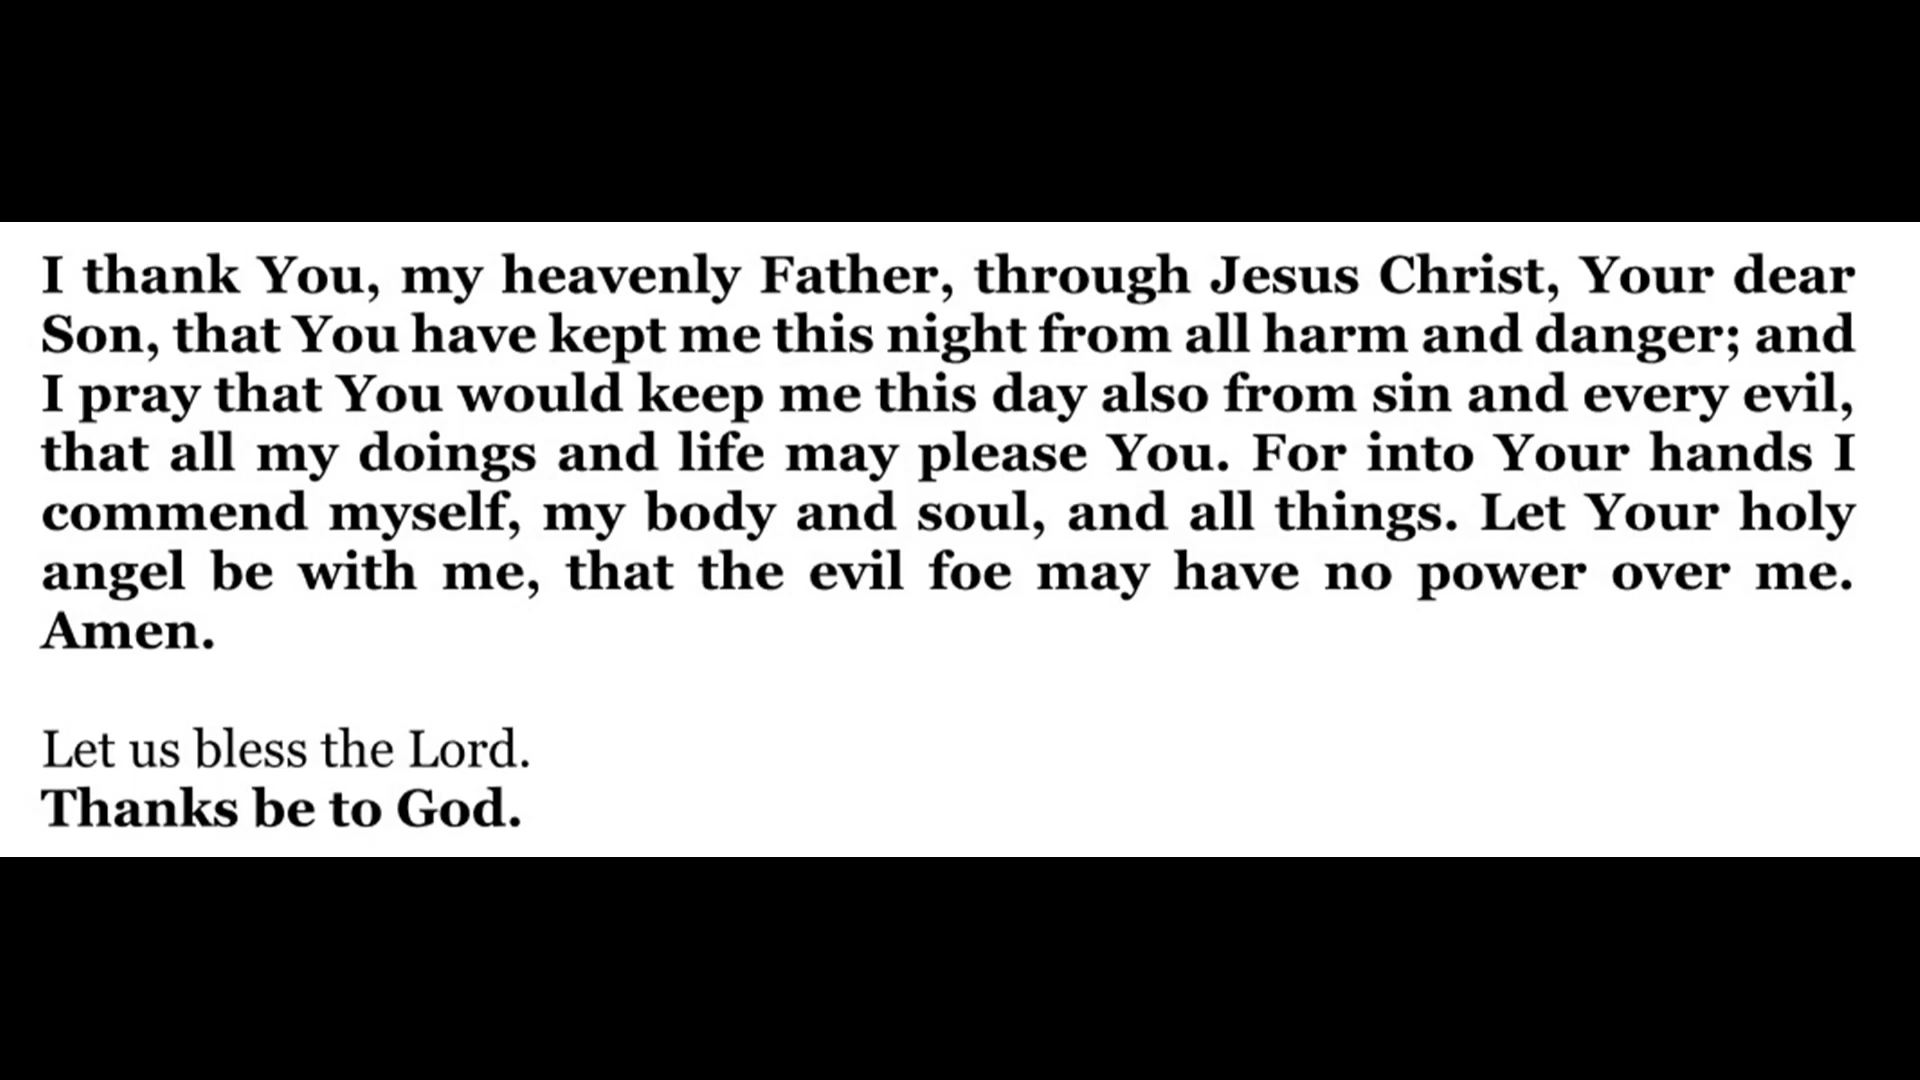 I thank You, my heavenly Father, through Jesus Christ, Your dear
Son, that You have kept me this night from all harm and danger; and
I pray that You would keep me this day also from sin and every evil,
that all my doings and life may please You. For into Your hands I
commend myself, my body and soul, and all things. Let Your holy
angel be with me, that the evil foe may have no power over me.
Amen.
Let us bless the Lord.
Thanks be to God.